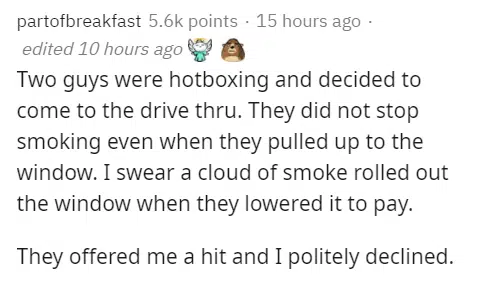 partofbreakfast 5.6k points · 15 hours ago ·
edited 10 hours ago
Two guys were hotboxing and decided to
come to the drive thru. They did not stop
smoking even when they pulled up to the
window. I swear a cloud of smoke rolled out
the window when they lowered it to pay.
They offered me a hit and I politely declined.